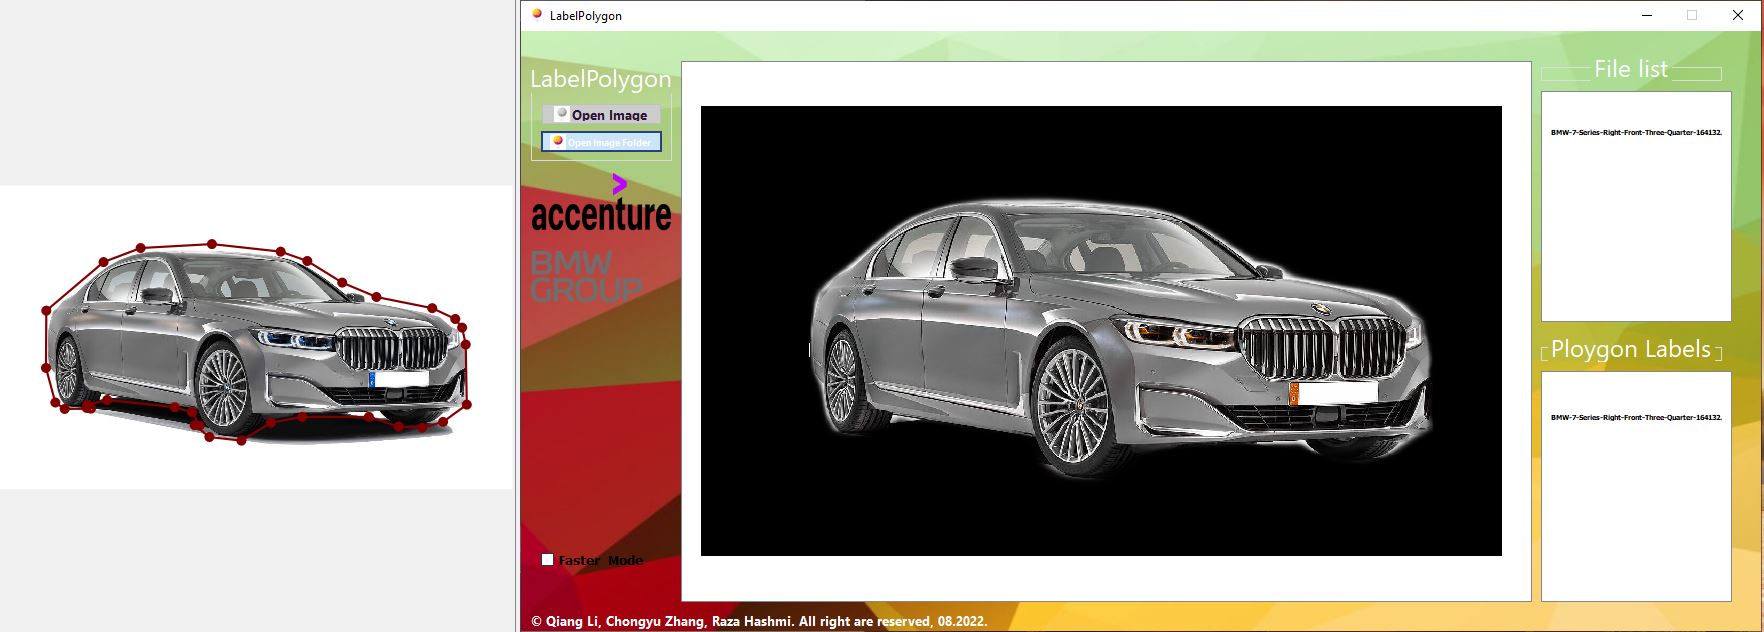 LabelPolygon
LabelPolygon
Open Image
Open Image Folder
>
accenture
BMW
GROUP
Faster Mode
© Qiang Li, Chongyu Zhang, Raza Hashmi. All right are reserved, 08.2022.
File list
BMW-7-Series-Right-Front-Three-Quarter-164132.
Ploygon Labels
BMW-7-Series-Right-Front-Three-Quarter-164132.